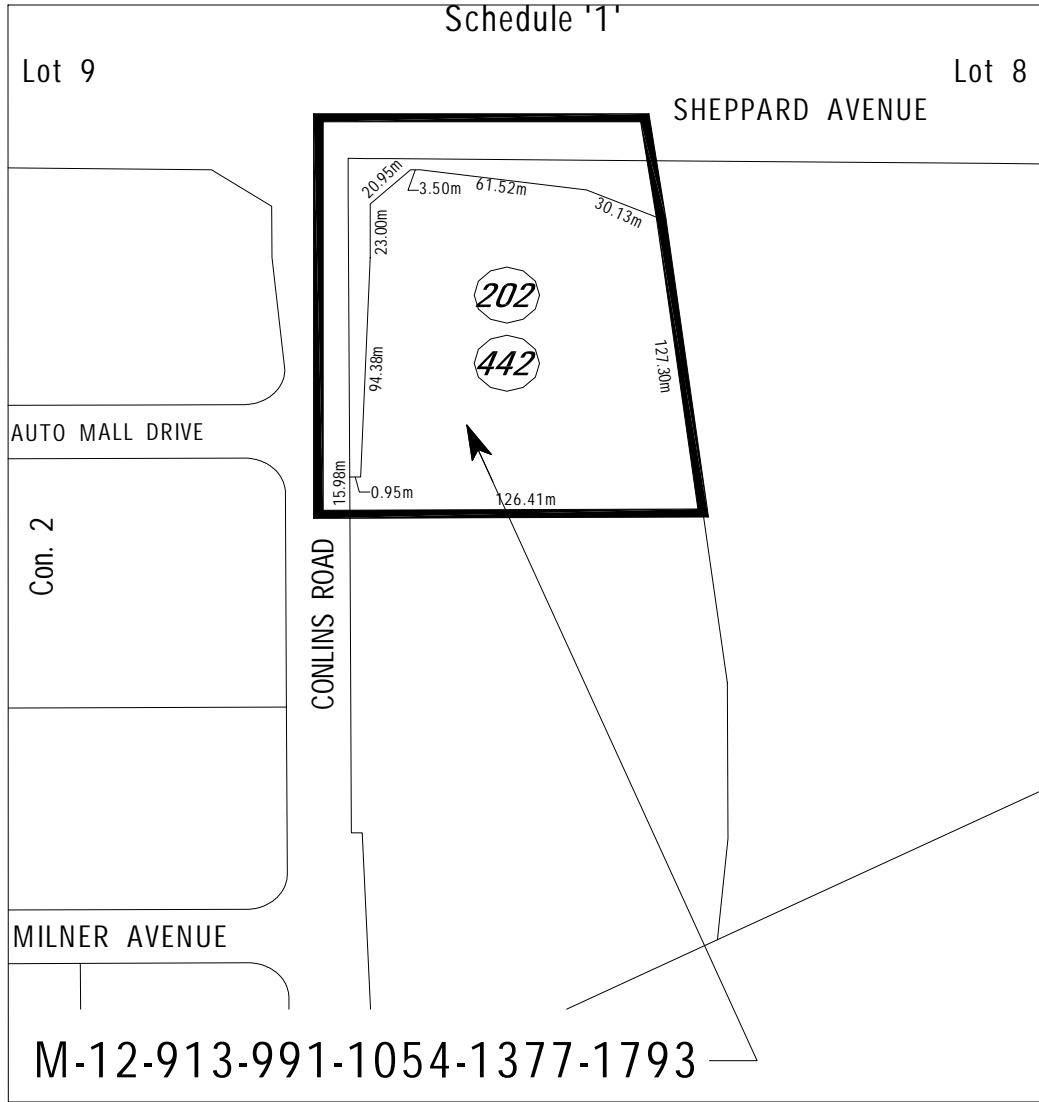 Schedule '1'
Lot 9
Lot 8
SHEPPARD AVENUE
20.95m
3.50m
61.52m
30.13m
23.00m
202
442
127.30m
94.38m
AUTO MALL DRIVE
15.98m
0.95m
126.41m
Con. 2
CONLINS ROAD
MILNER AVENUE
M-12-913-991-1054-1377-1793